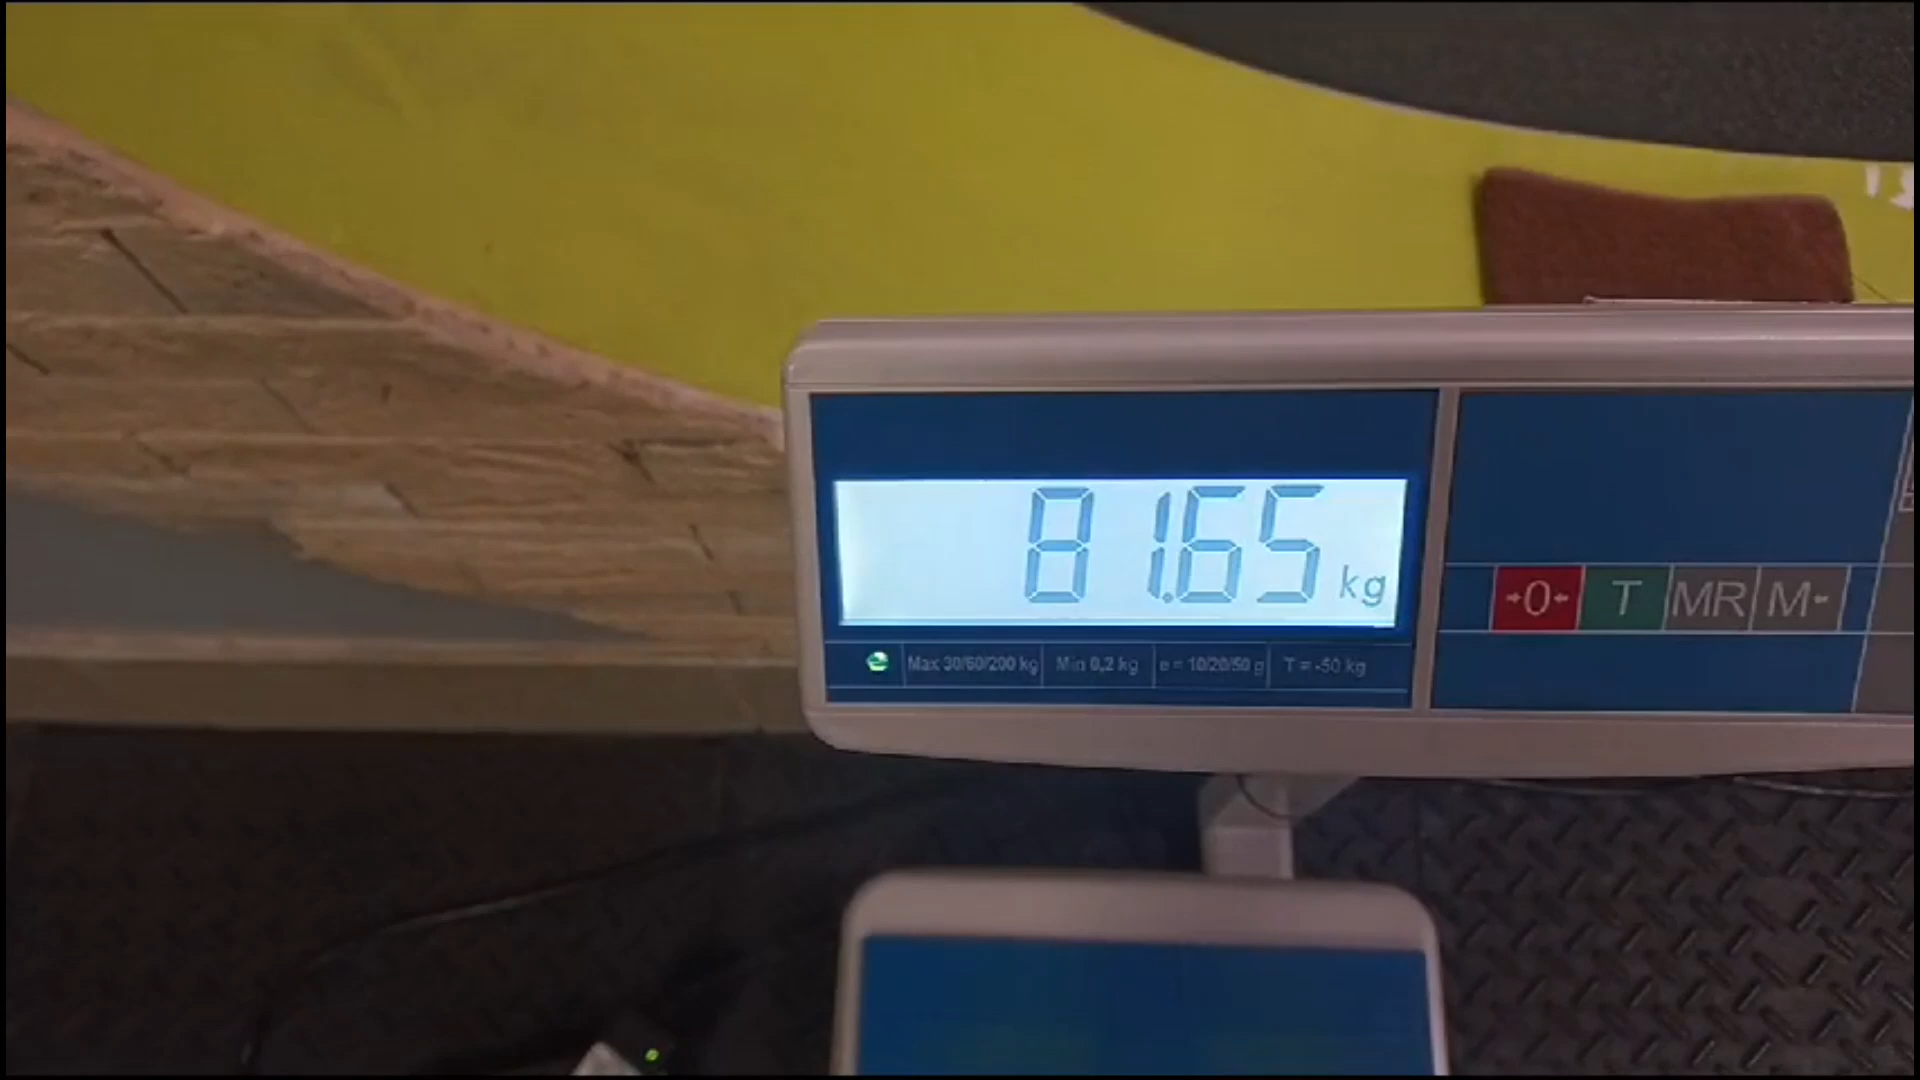 81.65 kg
→0← T MR M←
Max 30/60/200 kg Min 0,2 kg e = 10/20/50 g T = -50 kg